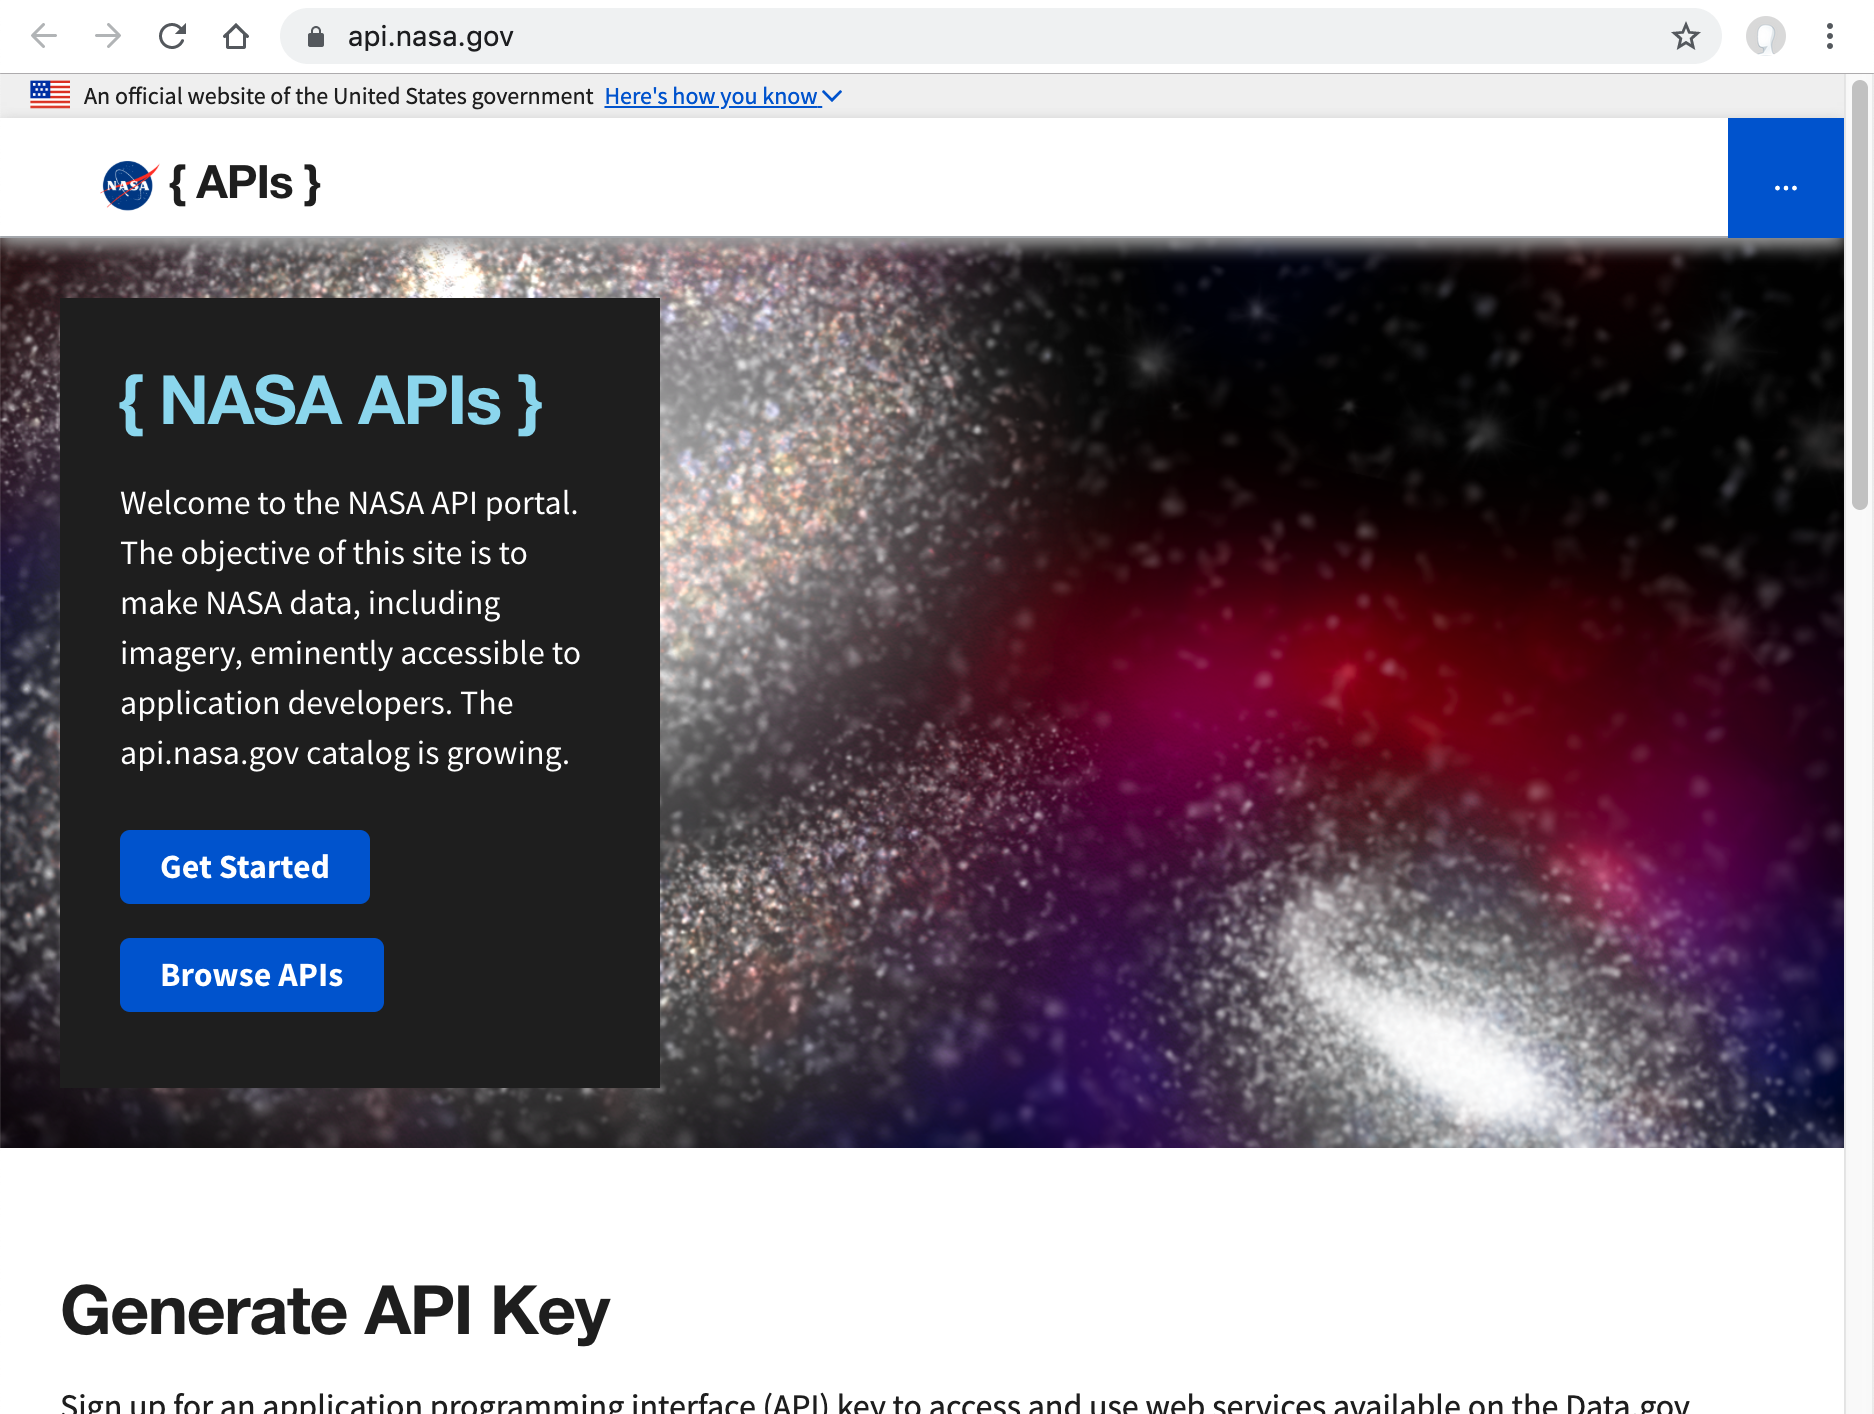 api.nasa.gov
An official website of the United States government Here's how you know
NASA { APIs }
...
{ NASA APIs }
Welcome to the NASA API portal.
The objective of this site is to
make NASA data, including
imagery, eminently accessible to
application developers. The
api.nasa.gov catalog is growing.
Get Started
Browse APIs
Generate API Key
Sign up for an application programming interface (API) key to access and use web services available on the Data.gov